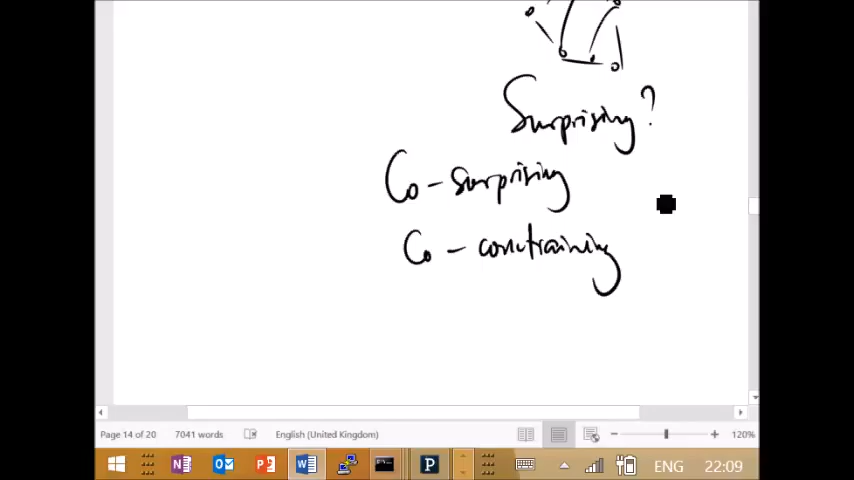 Surprising?
Co-surprising
Co-constraining
Page 14 of 20 7041 words English (United Kingdom) 120%
N O P W P ENG 22:09